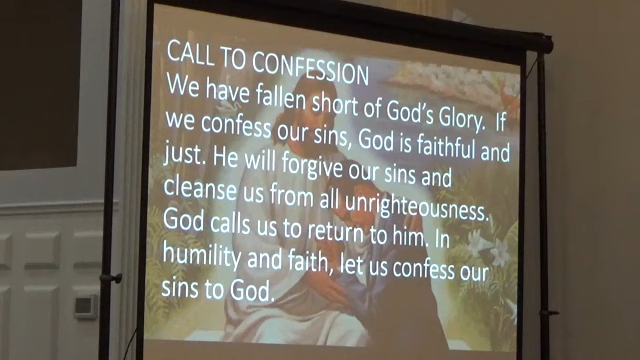 CALL TO CONFESSION
We have fallen short of God's Glory.  If
we confess our sins, God is faithful and
just. He will forgive our sins and
cleanse us from all unrighteousness.
God calls us to return to him. In
humility and faith, let us confess our
sins to God.